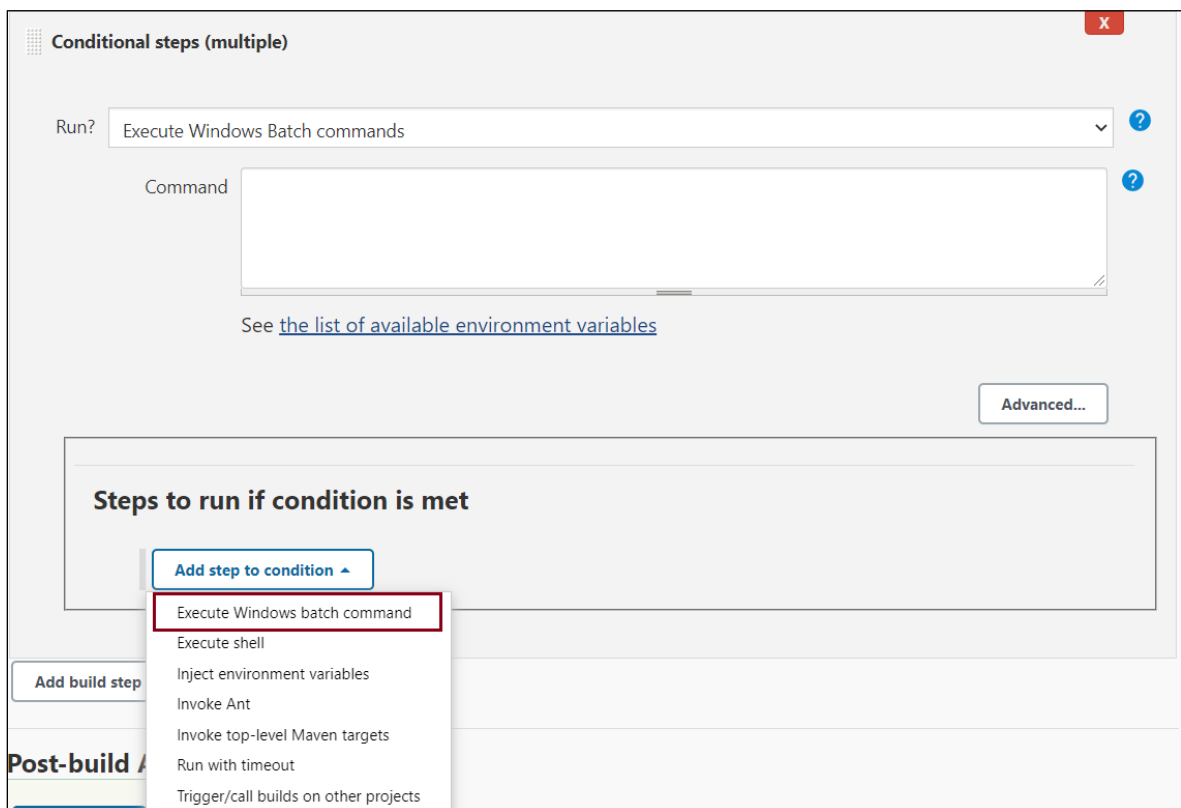 X
Conditional steps (multiple)
Run? Execute Windows Batch commands
?
Command
?
See the list of available environment variables
Advanced...
Steps to run if condition is met
Add step to condition
Execute Windows batch command
Execute shell
Inject environment variables
Add build step
Invoke Ant
Invoke top-level Maven targets
Post-build
Run with timeout
Trigger/call builds on other projects